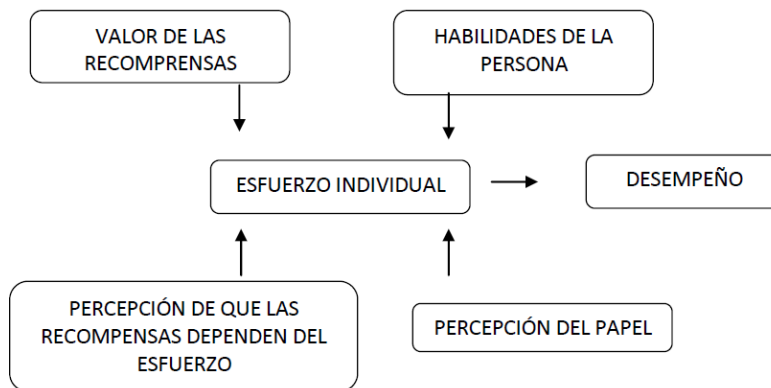 VALOR DE LAS
RECOMPRENSAS
HABILIDADES DE LA
PERSONA
ESFUERZO INDIVIDUAL
DESEMPEÑO
PERCEPCIÓN DE QUE LAS
RECOMPENSAS DEPENDEN DEL
ESFUERZO
PERCEPCIÓN DEL PAPEL